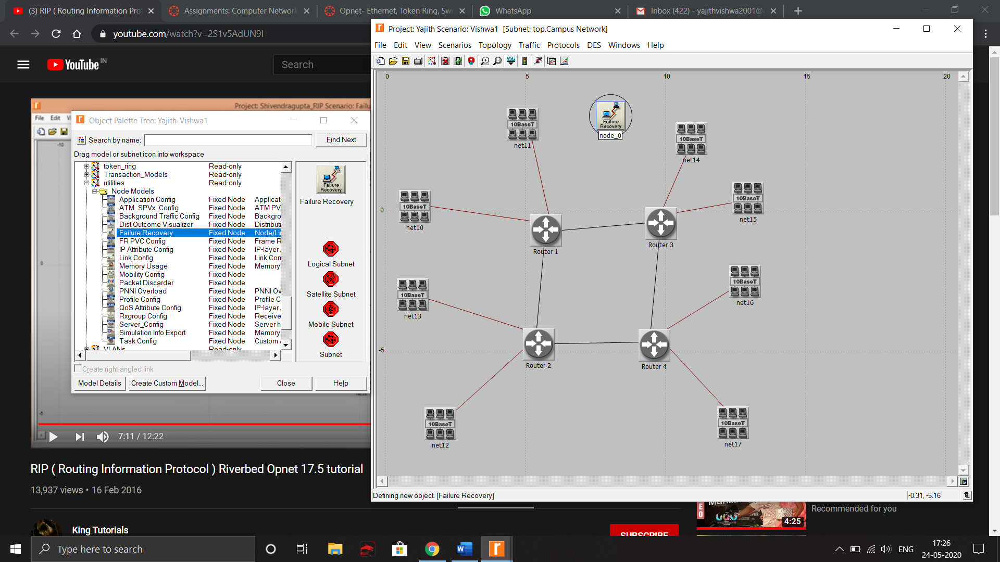 (3) RIP ( Routing Information Pro
Assignments: Computer Network
Opnet- Ethernet, Token Ring, Swi
WhatsApp
Inbox (422) - yajithvishwa2001@
youtube.com/watch?v=2S1v5AdUN9I
YouTube IN
Search
Project: Shivendragupta_RIP Scenario: Failu
File Edit
-10
0
-5
Object Palette Tree: Yajith-Vishwa1
Search by name:
Find Next
Drag model or subnet icon into workspace
token_ring Read-only
Transaction_Models Read-only
utilities Read-only
Node Models
Application Config Fixed Node Applicat
ATM_SPVx_Config Fixed Node ATM PV
Background Traffic Config Fixed Node Backgro
Dist Outcome Visualizer Fixed Node Distributi
Failure Recovery Fixed Node Node/Li
FR PVC Config Fixed Node Frame R
IP Attribute Config Fixed Node IP-layer
Link Config Fixed Node Link Con
Memory Usage Fixed Node Memory
Mobility Config Fixed Node
Packet Discarder Fixed Node
PNNI Overload Fixed Node PNNI Ov
Profile Config Fixed Node Profile C
QoS Attribute Config Fixed Node IP-layer
Rxgroup Config Fixed Node Receive
Server_Config Fixed Node Server h
Simulation Info Export Fixed Node Memory
Task Config Fixed Node Custom
VLANs Read-only
Failure
Recovery
Failure Recovery
Logical Subnet
Satellite Subnet
Mobile Subnet
Subnet
Create right-angled link
Model Details
Create Custom Model...
Close
Help
7:11 / 12:22
RIP ( Routing Information Protocol ) Riverbed Opnet 17.5 tutorial
13,937 views • 16 Feb 2016
King Tutorials
SUBSCRIBE
Project: Yajith Scenario: Vishwa1 [Subnet: top.Campus Network]
File Edit View Scenarios Topology Traffic Protocols DES Windows Help
ACE
0 5 10 15 20
0
-5
Failure
Recovery
node_0
10BaseT
net11
10BaseT
net14
10BaseT
net10
10BaseT
net15
Router 1
Router 3
10BaseT
net13
10BaseT
net16
Router 2
Router 4
10BaseT
net12
10BaseT
net17
Defining new object. [Failure Recovery]
-0.31, -5.16
4:25
Recommended for you
Type here to search
ENG
17:26
24-05-2020